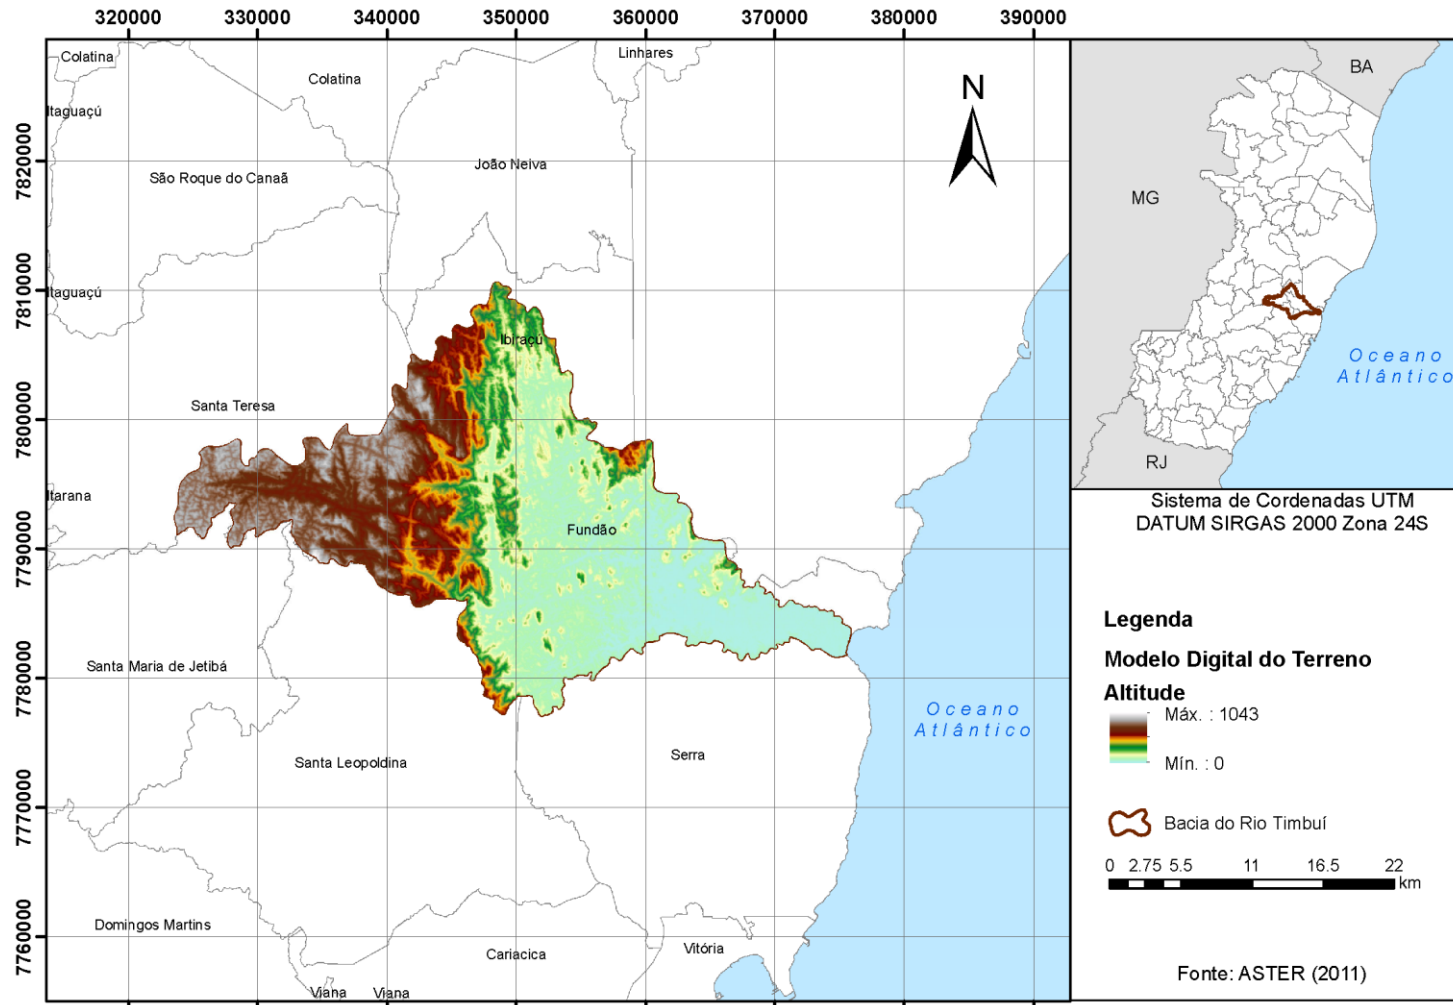 320000 330000 340000 350000 360000 370000 380000 390000
Colatina
Linhares
Colatina
Itaguaçú
7820000
João Neiva
São Roque do Canaã
N
7810000
Itaguaçú
Ibiraçú
7800000
Santa Teresa
Itarana
Fundão
7790000
Santa Maria de Jetibá
7780000
Oceano
Atlântico
Serra
Santa Leopoldina
7770000
Domingos Martins
7760000
Cariacica
Vitória
Viana
Viana
BA
MG
Oceano
Atlântico
RJ
Sistema de Cordenadas UTM
DATUM SIRGAS 2000 Zona 24S
Legenda
Modelo Digital do Terreno
Altitude
Máx. : 1043
Mín. : 0
Bacia do Rio Timbuí
0 2.75 5.5 11 16.5 22
km
Fonte: ASTER (2011)